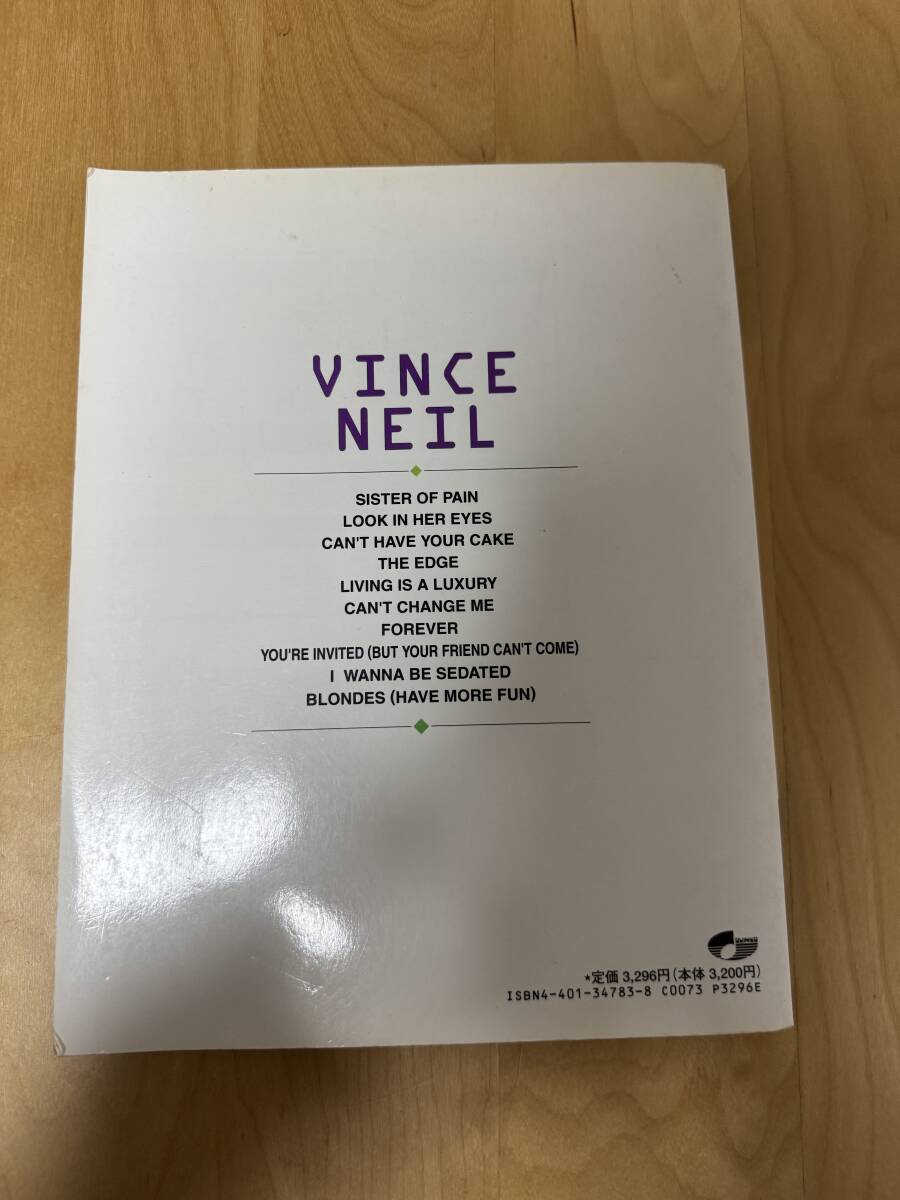 VINCE
NEIL
SISTER OF PAIN
LOOK IN HER EYES
CAN'T HAVE YOUR CAKE
THE EDGE
LIVING IS A LUXURY
CAN'T CHANGE ME
FOREVER
YOU'RE INVITED (BUT YOUR FRIEND CAN'T COME)
I WANNA BE SEDATED
BLONDES (HAVE MORE FUN)
*定価 3,296円(本体 3,200円)
ISBN4-401-34783-8 C0073 P3296E